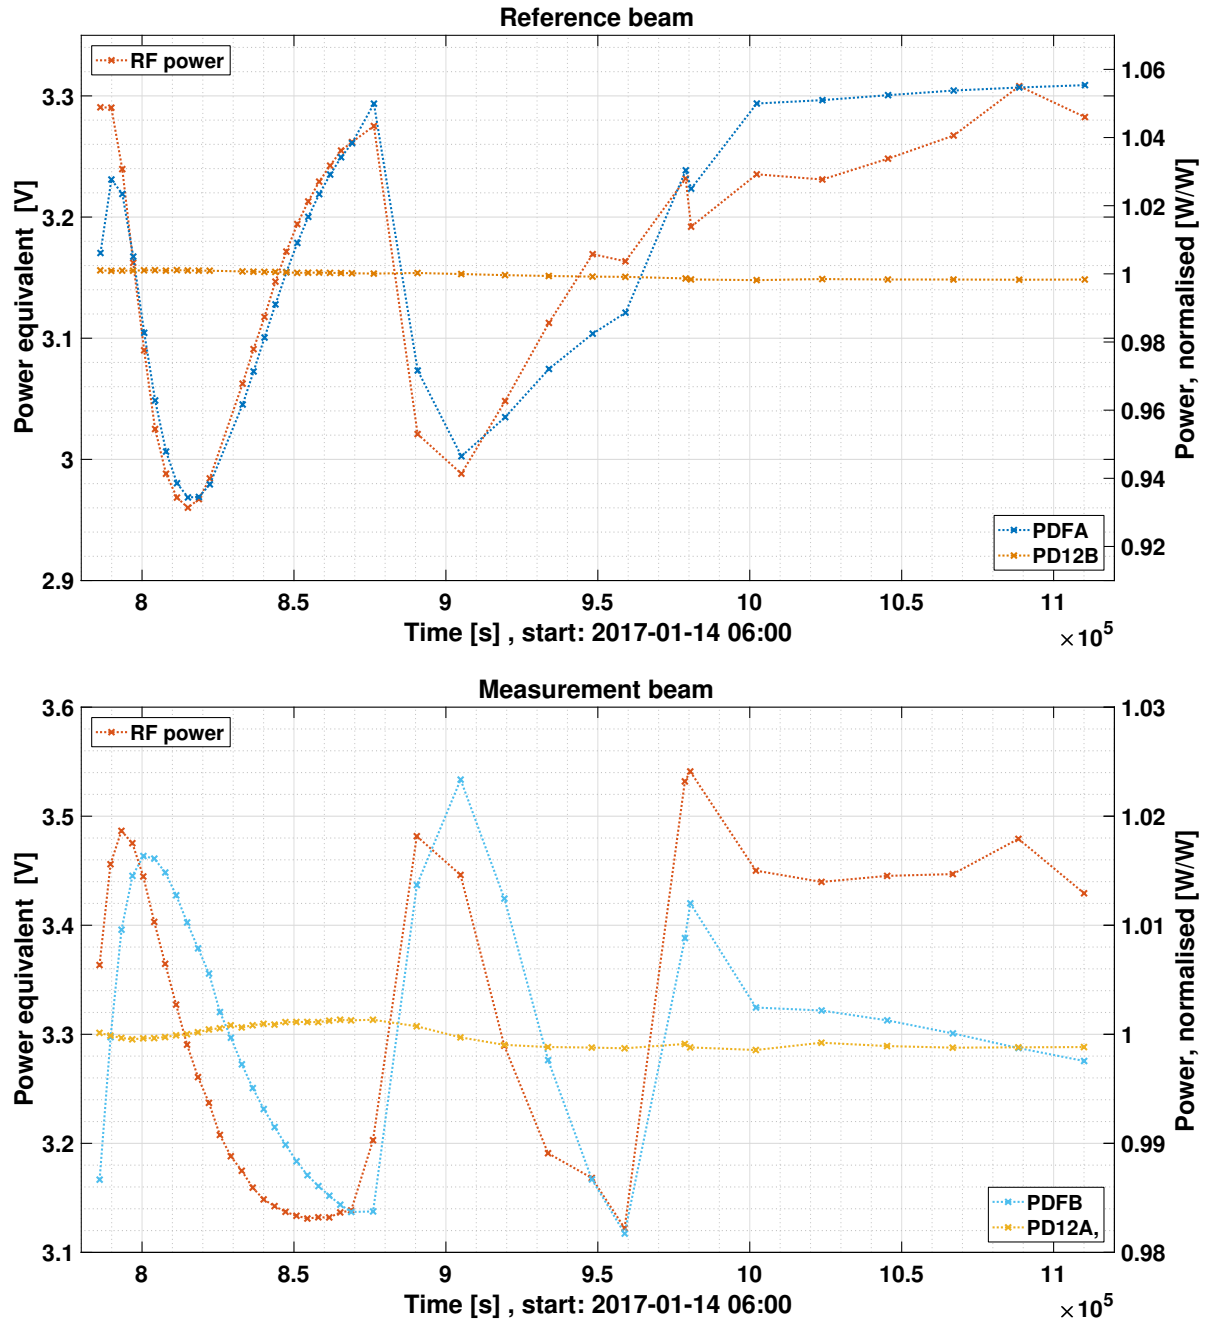 Reference beam
RF power
3.3
3.2
3.1
3
2.9
Power equivalent [V]
1.06
1.04
1.02
1
0.98
0.96
0.94
0.92
Power, normalised [W/W]
PDFA
PD12B
8
8.5
9
9.5
10
10.5
11
Time [s] , start: 2017-01-14 06:00
×10^5
Measurement beam
RF power
3.6
3.5
3.4
3.3
3.2
3.1
Power equivalent [V]
1.03
1.02
1.01
1
0.99
0.98
Power, normalised [W/W]
PDFB
PD12A,
8
8.5
9
9.5
10
10.5
11
Time [s] , start: 2017-01-14 06:00
×10^5